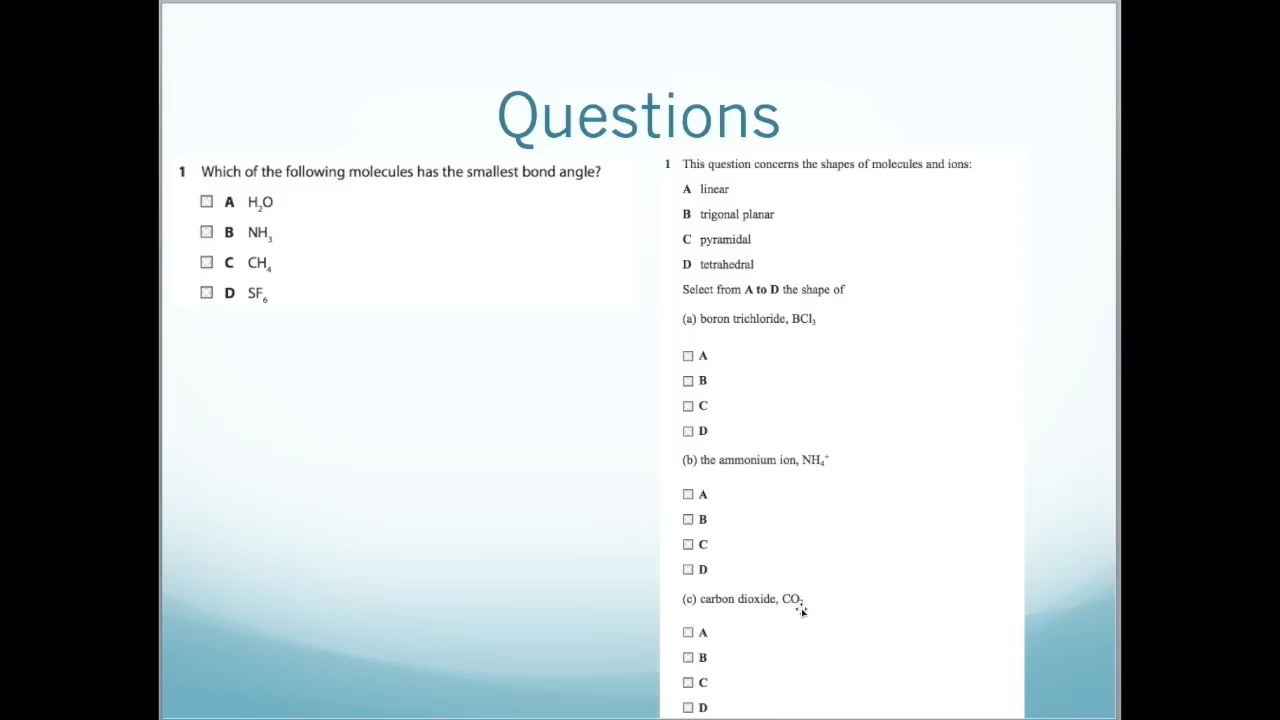 Questions
1 Which of the following molecules has the smallest bond angle?
A H₂O
B NH₃
C CH₄
D SF₆
1 This question concerns the shapes of molecules and ions:
A linear
B trigonal planar
C pyramidal
D tetrahedral
Select from A to D the shape of
(a) boron trichloride, BCl₃
A
B
C
D
(b) the ammonium ion, NH₄⁺
A
B
C
D
(c) carbon dioxide, CO₂
A
B
C
D